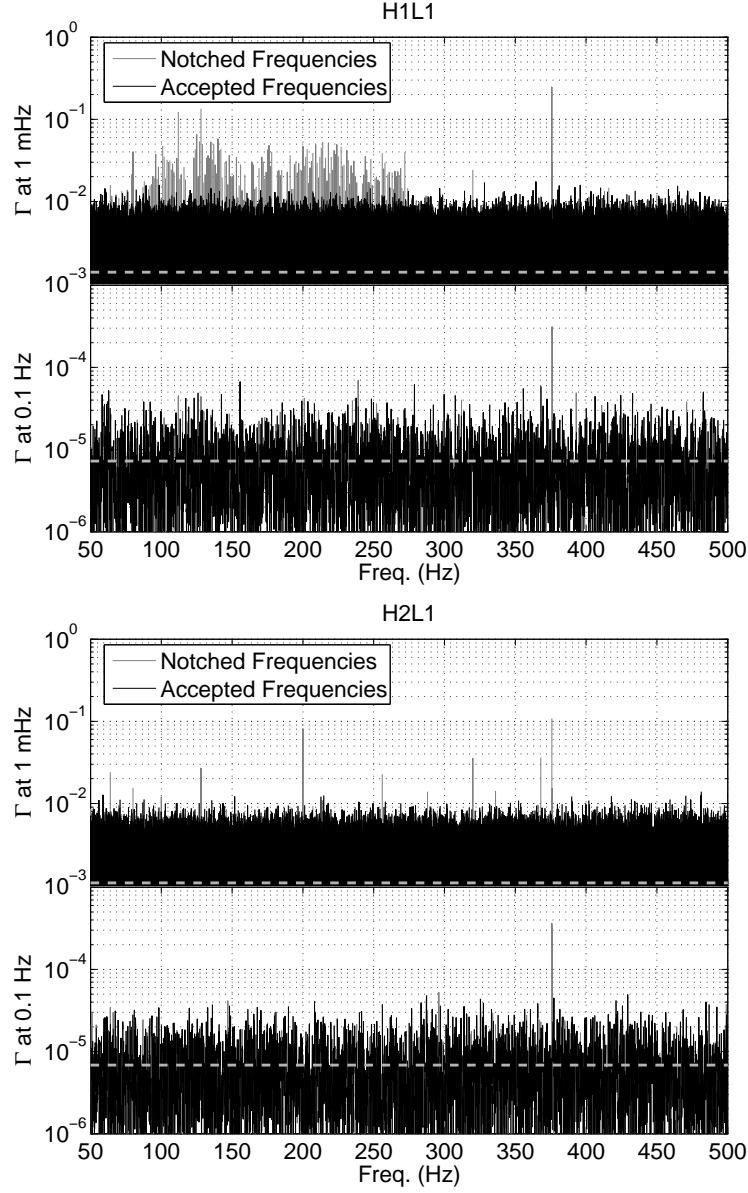 H1L1
10^0
Notched Frequencies
Accepted Frequencies
10^-1
10^-2
10^-3
Γ at 1 mHz
10^-4
10^-5
10^-6
Γ at 0.1 Hz
50 100 150 200 250 300 350 400 450 500
Freq. (Hz)
H2L1
10^0
Notched Frequencies
Accepted Frequencies
10^-1
10^-2
10^-3
Γ at 1 mHz
10^-4
10^-5
10^-6
Γ at 0.1 Hz
50 100 150 200 250 300 350 400 450 500
Freq. (Hz)